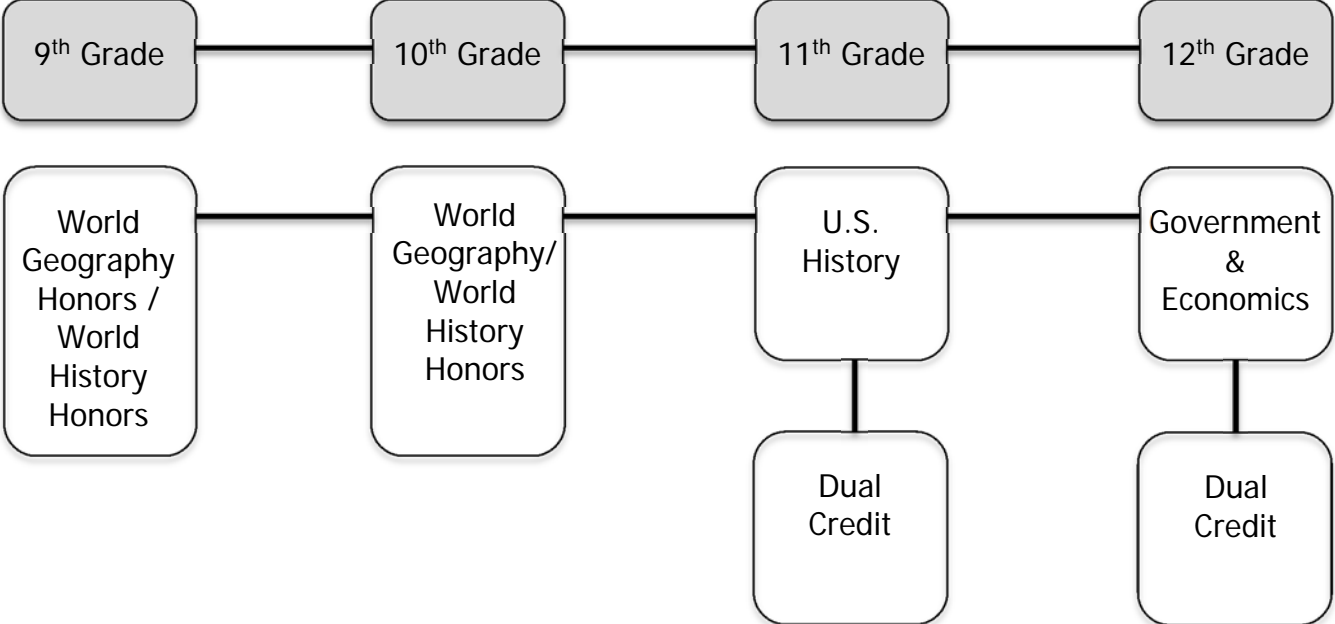 9th Grade
10th Grade
11th Grade
12th Grade
World
Geography
Honors /
World
History
Honors
World
Geography/
World
History
Honors
U.S.
History
Government
&
Economics
Dual
Credit
Dual
Credit